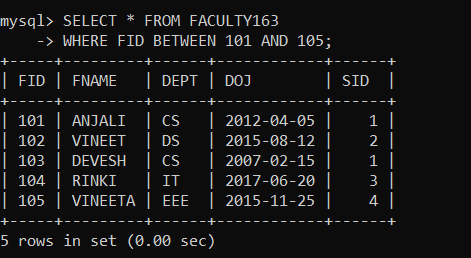 mysql> SELECT * FROM FACULTY163
    -> WHERE FID BETWEEN 101 AND 105;
+-----+---------+------+------------+------+
| FID | FNAME   | DEPT | DOJ        | SID  |
+-----+---------+------+------------+------+
| 101 | ANJALI  | CS   | 2012-04-05 |    1 |
| 102 | VINEET  | DS   | 2015-08-12 |    2 |
| 103 | DEVESH  | CS   | 2007-02-15 |    1 |
| 104 | RINKI   | IT   | 2017-06-20 |    3 |
| 105 | VINEETA | EEE  | 2015-11-25 |    4 |
+-----+---------+------+------------+------+
5 rows in set (0.00 sec)